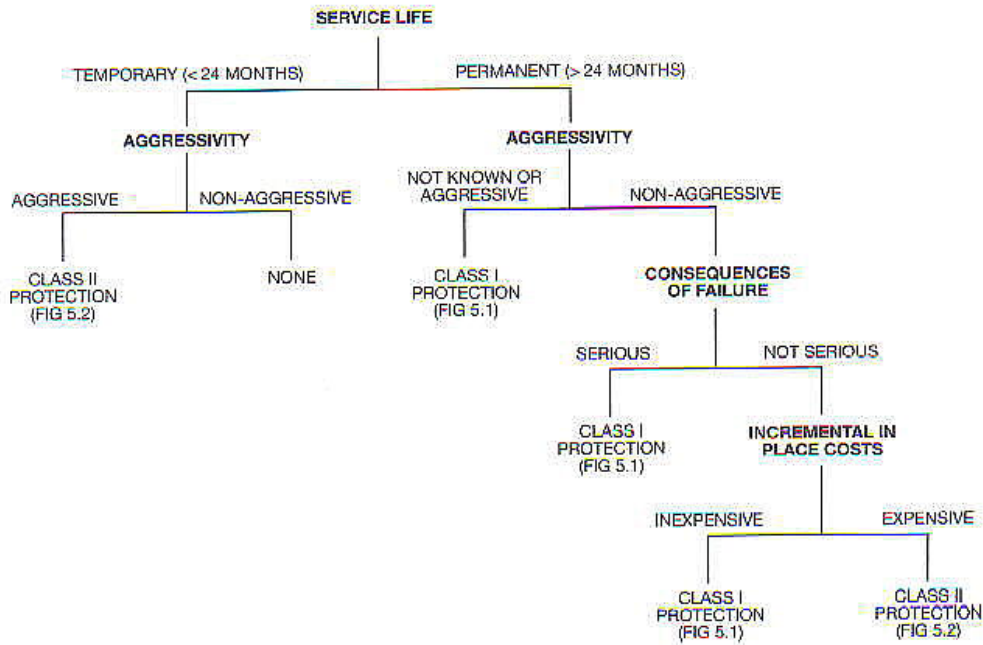 SERVICE LIFE
TEMPORARY (< 24 MONTHS)
PERMANENT (> 24 MONTHS)
AGGRESSIVITY
AGGRESSIVITY
AGGRESSIVE
NON-AGGRESSIVE
NOT KNOWN OR
AGGRESSIVE
NON-AGGRESSIVE
CLASS II
PROTECTION
(FIG 5.2)
NONE
CLASS I
PROTECTION
(FIG 5.1)
CONSEQUENCES
OF FAILURE
SERIOUS
NOT SERIOUS
CLASS I
PROTECTION
(FIG 5.1)
INCREMENTAL IN
PLACE COSTS
INEXPENSIVE
EXPENSIVE
CLASS I
PROTECTION
(FIG 5.1)
CLASS II
PROTECTION
(FIG 5.2)